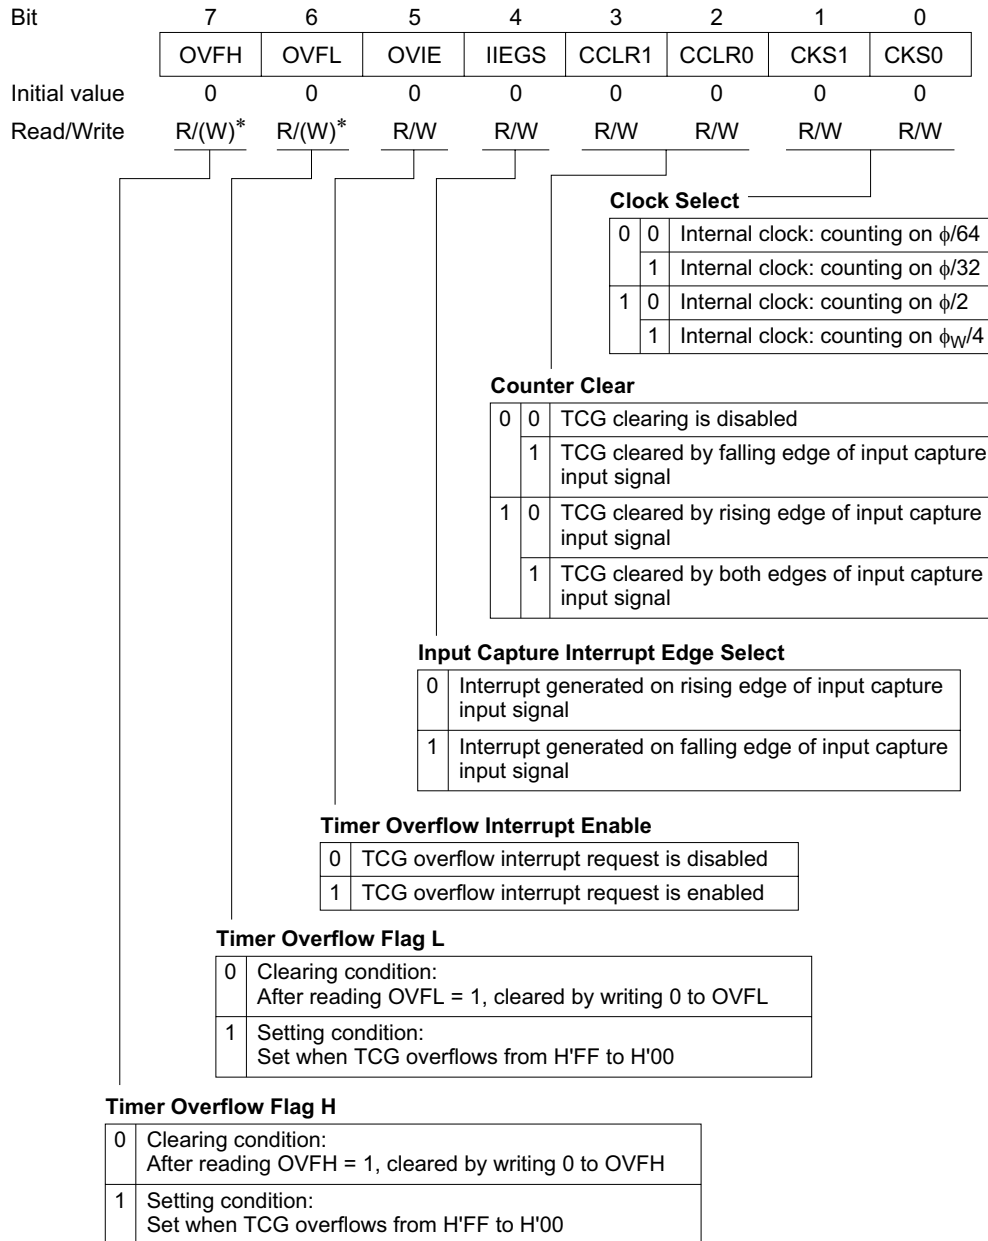 Bit 7 6 5 4 3 2 1 0
OVFH OVFL OVIE IIEGS CCLR1 CCLR0 CKS1 CKS0
Initial value 0 0 0 0 0 0 0 0
Read/Write R/(W)* R/(W)* R/W R/W R/W R/W R/W R/W
Clock Select
0 0 Internal clock: counting on ϕ/64
1 Internal clock: counting on ϕ/32
1 0 Internal clock: counting on ϕ/2
1 Internal clock: counting on ϕW/4
Counter Clear
0 0 TCG clearing is disabled
1 TCG cleared by falling edge of input capture
input signal
1 0 TCG cleared by rising edge of input capture
input signal
1 TCG cleared by both edges of input capture
input signal
Input Capture Interrupt Edge Select
0 Interrupt generated on rising edge of input capture
input signal
1 Interrupt generated on falling edge of input capture
input signal
Timer Overflow Interrupt Enable
0 TCG overflow interrupt request is disabled
1 TCG overflow interrupt request is enabled
Timer Overflow Flag L
0 Clearing condition:
After reading OVFL = 1, cleared by writing 0 to OVFL
1 Setting condition:
Set when TCG overflows from H'FF to H'00
Timer Overflow Flag H
0 Clearing condition:
After reading OVFH = 1, cleared by writing 0 to OVFH
1 Setting condition:
Set when TCG overflows from H'FF to H'00